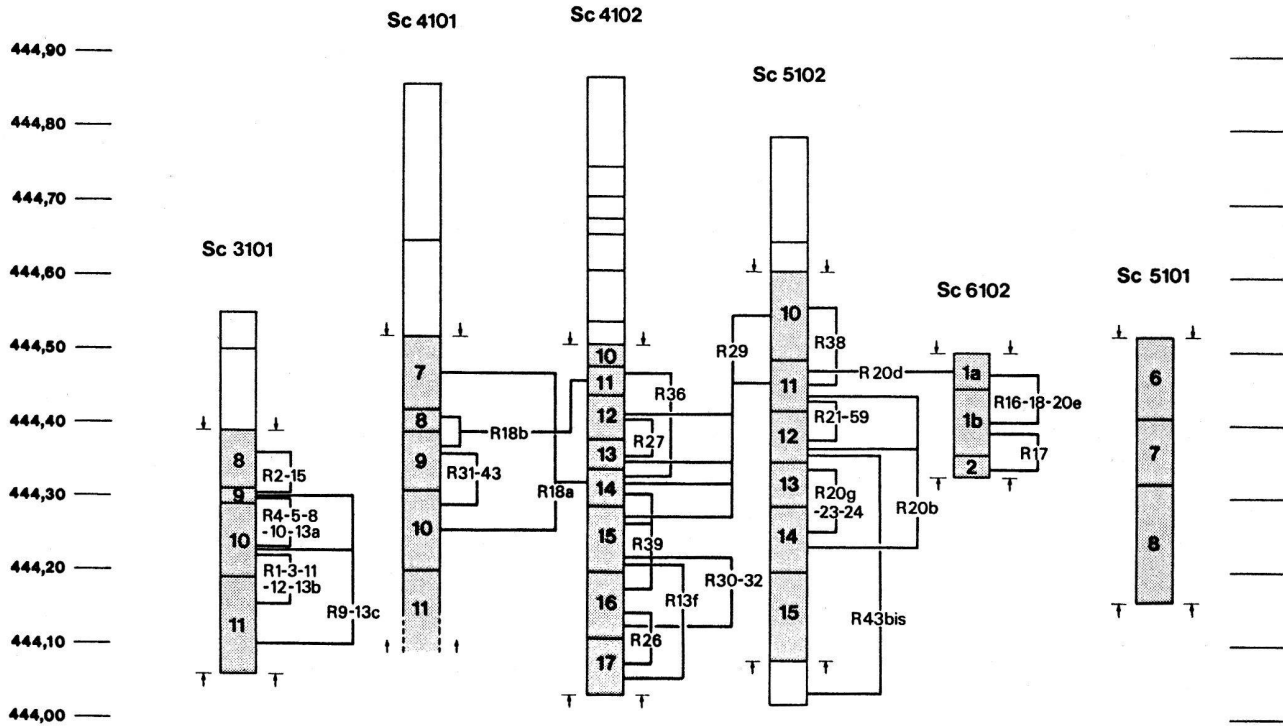 Sc 4101
Sc 4102
Sc 5102
Sc 3101
Sc 6102
Sc 5101
444,90
444,80
444,70
444,60
444,50
444,40
444,30
444,20
444,10
444,00
8
9
10
11
R2-15
R4-5-8
-10-13a
R1-3-11
-12-13b
R9-13c
7
8
9
10
11
R18b
R31-43
R18a
10
11
12
13
14
15
16
17
R36
R27
R39
R30-32
R13f
R26
R29
10
11
12
13
14
15
R38
R20d
R21-59
R20g
-23-24
R20b
R43bis
1a
1b
2
R16-18-20e
R17
6
7
8